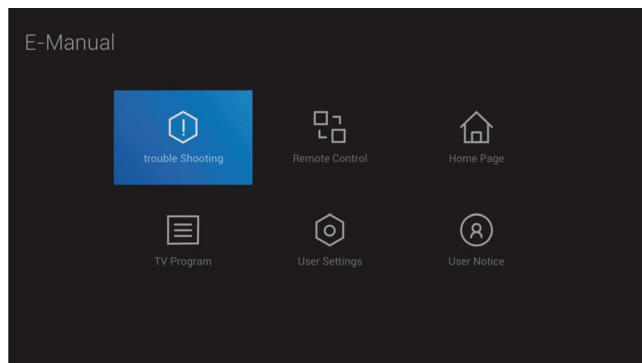 E-Manual
trouble Shooting
Remote Control
Home Page
TV Program
User Settings
User Notice